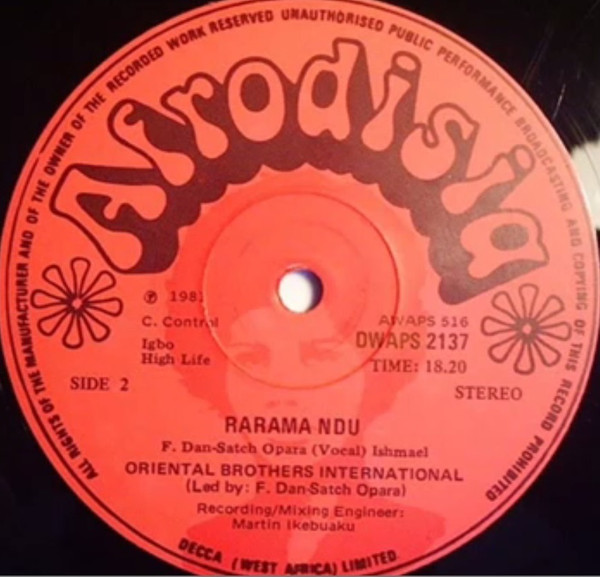 ALL RIGHTS OF THE MANUFACTURER AND OF THE OWNER OF THE RECORDED WORK RESERVED UNAUTHORISED PUBLIC PERFORMANCE BROADCASTING AND COPYING OF THIS RECORD PROHIBITED
Afrodisia
℗ 1981
C. Control
AWAPS 516
Igbo
DWAPS 2137
High Life
TIME: 18.20
SIDE 2
STEREO
RARAMA NDU
F. Dan-Satch Opara (Vocal) Ishmael
ORIENTAL BROTHERS INTERNATIONAL
(Led by: F. Dan-Satch Opara)
Recording/Mixing Engineer:
Martin Ikebuaku
DECCA (WEST AFRICA) LIMITED